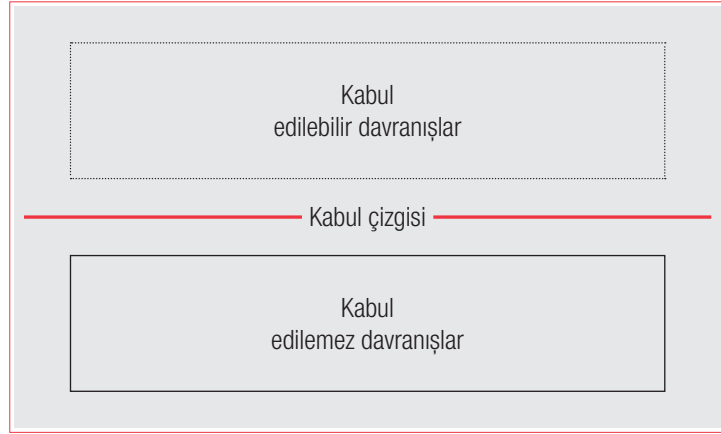 Kabul
edilebilir davranışlar
Kabul çizgisi
Kabul
edilemez davranışlar